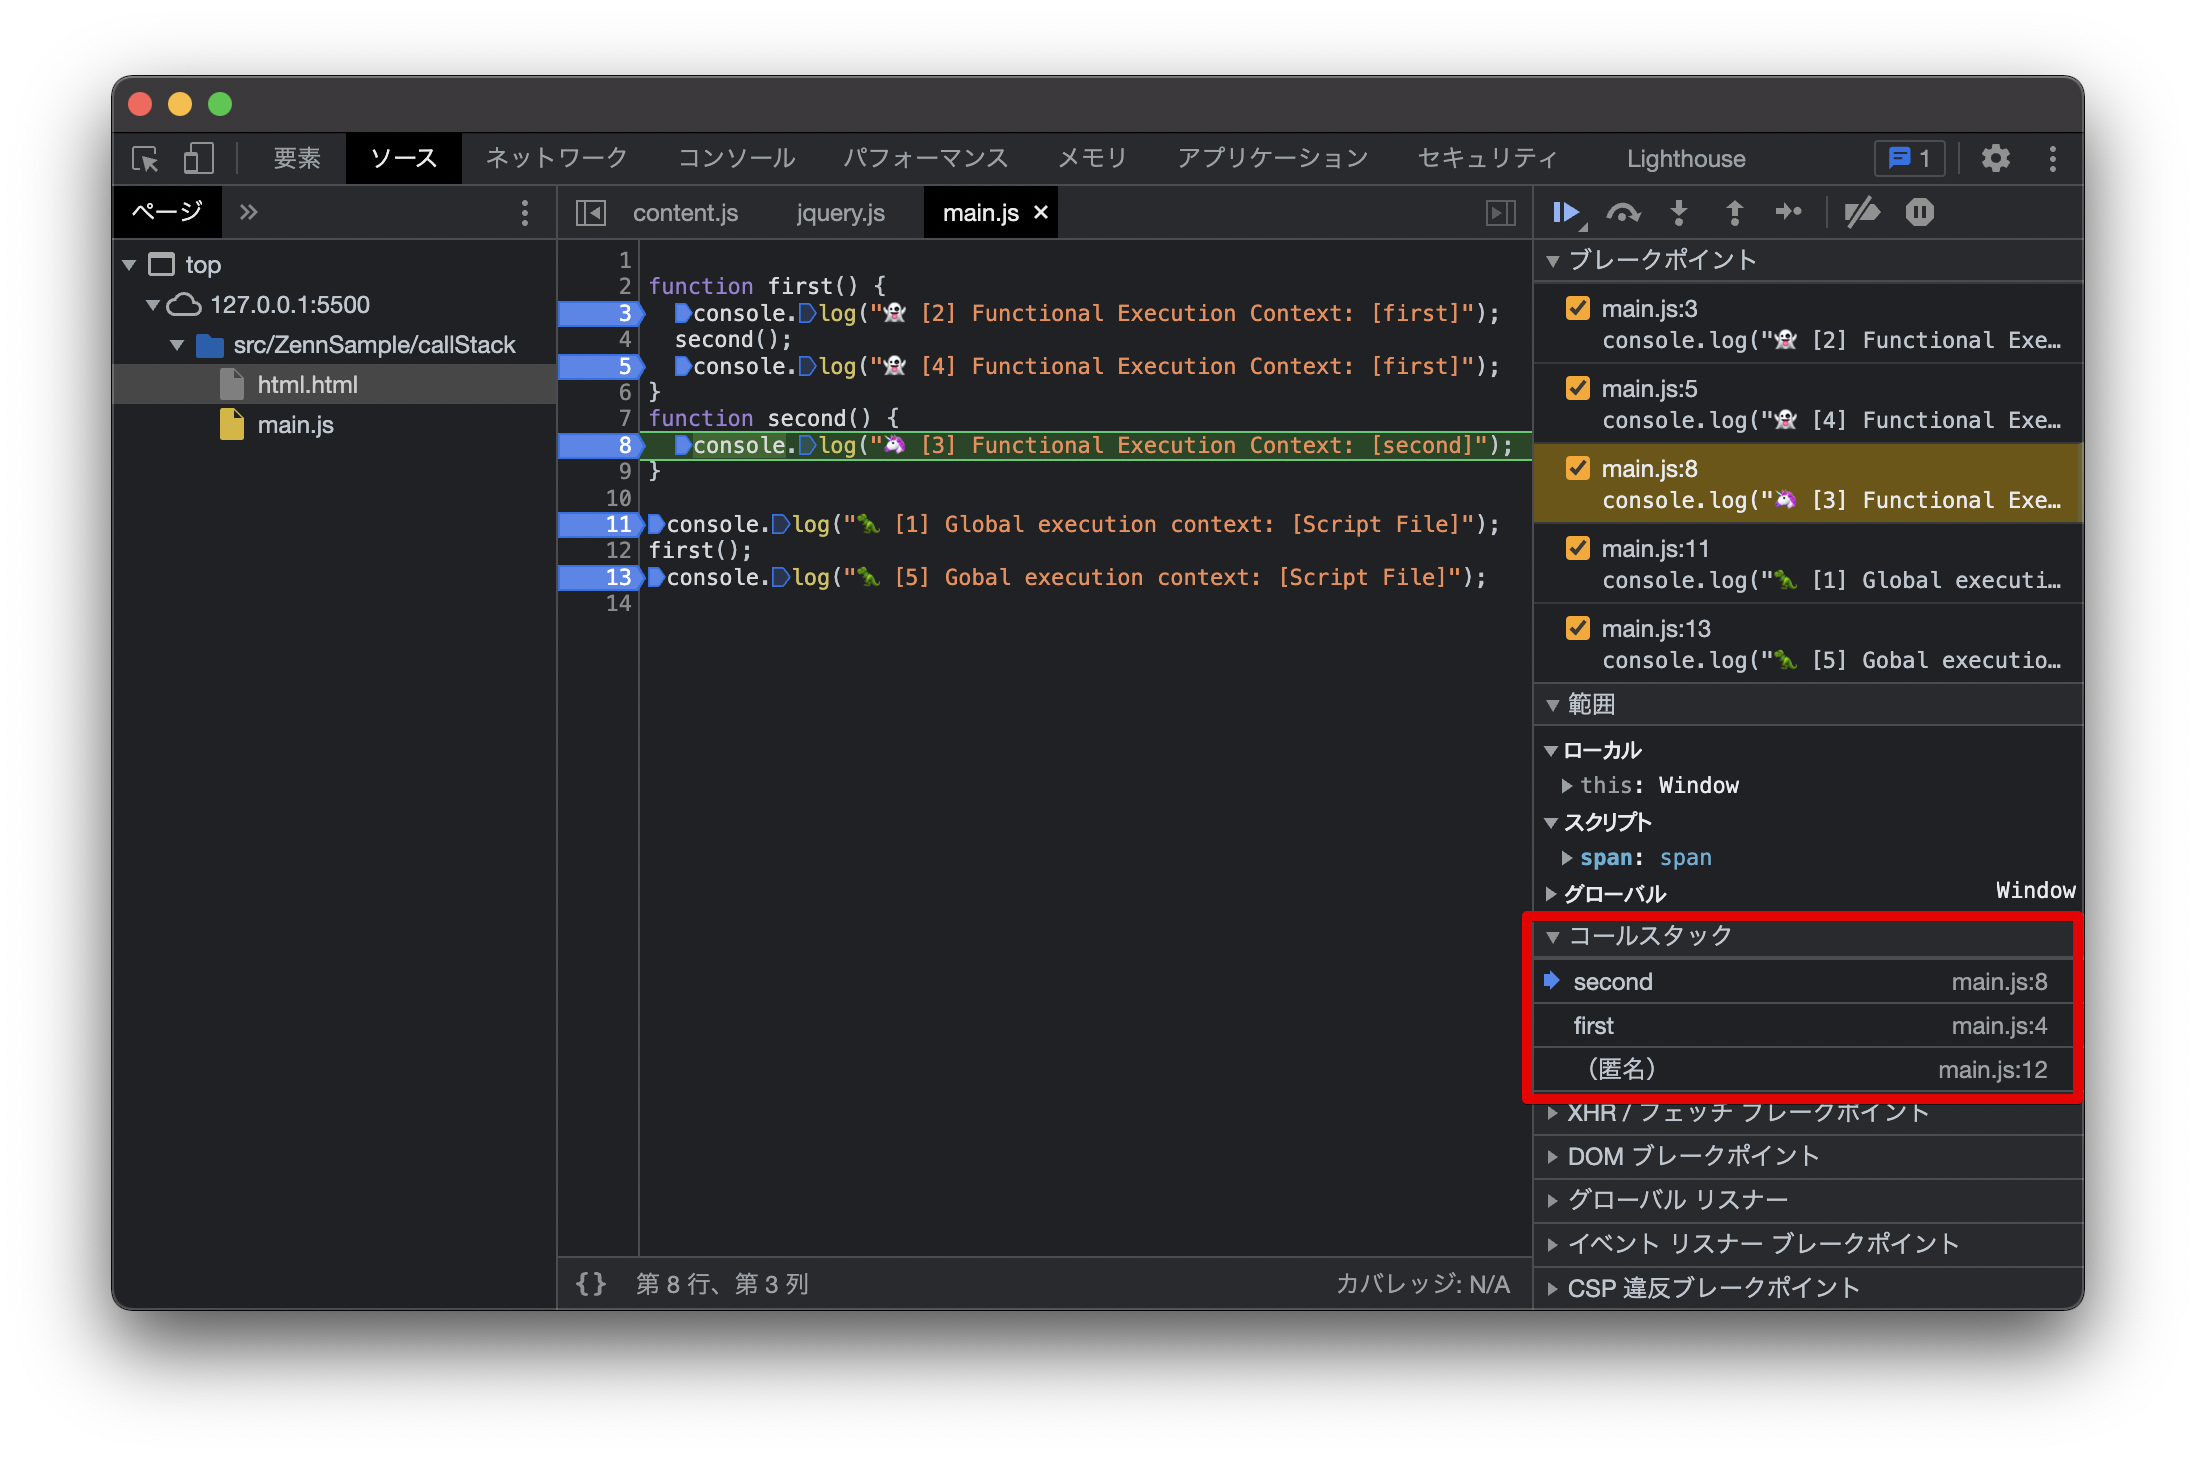 要素 ソース ネットワーク コンソール パフォーマンス メモリ アプリケーション セキュリティ Lighthouse 1
ページ
top
127.0.0.1:5500
src/ZennSample/callStack
html.html
main.js
content.js jquery.js main.js ×
1
2 function first() {
3 console.log("👻 [2] Functional Execution Context: [first]");
4 second();
5 console.log("👻 [4] Functional Execution Context: [first]");
6 }
7 function second() {
8 console.log("🦄 [3] Functional Execution Context: [second]");
9 }
10
11 console.log("🦖 [1] Global execution context: [Script File]");
12 first();
13 console.log("🦖 [5] Gobal execution context: [Script File]");
14
{} 第 8 行、第 3 列 カバレッジ: N/A
ブレークポイント
main.js:3
console.log("👻 [2] Functional Exe…
main.js:5
console.log("👻 [4] Functional Exe…
main.js:8
console.log("🦄 [3] Functional Exe…
main.js:11
console.log("🦖 [1] Global executi…
main.js:13
console.log("🦖 [5] Gobal executio…
範囲
ローカル
this: Window
スクリプト
span: span
グローバル Window
コールスタック
second main.js:8
first main.js:4
（匿名） main.js:12
XHR / フェッチ ブレークポイント
DOM ブレークポイント
グローバル リスナー
イベント リスナー ブレークポイント
CSP 違反ブレークポイント